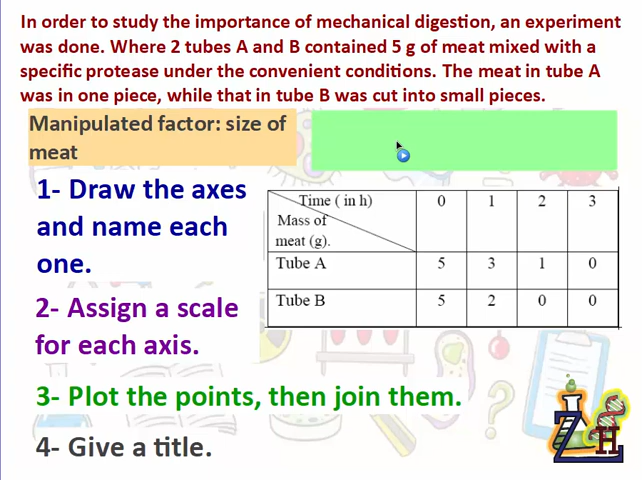 In order to study the importance of mechanical digestion, an experiment
was done. Where 2 tubes A and B contained 5 g of meat mixed with a
specific protease under the convenient conditions. The meat in tube A
was in one piece, while that in tube B was cut into small pieces.
Manipulated factor: size of
meat
1- Draw the axes
and name each
one.
2- Assign a scale
for each axis.
Time ( in h) 0 1 2 3
Mass of
meat (g).
Tube A 5 3 1 0
Tube B 5 2 0 0
3- Plot the points, then join them.
4- Give a title.
Z H